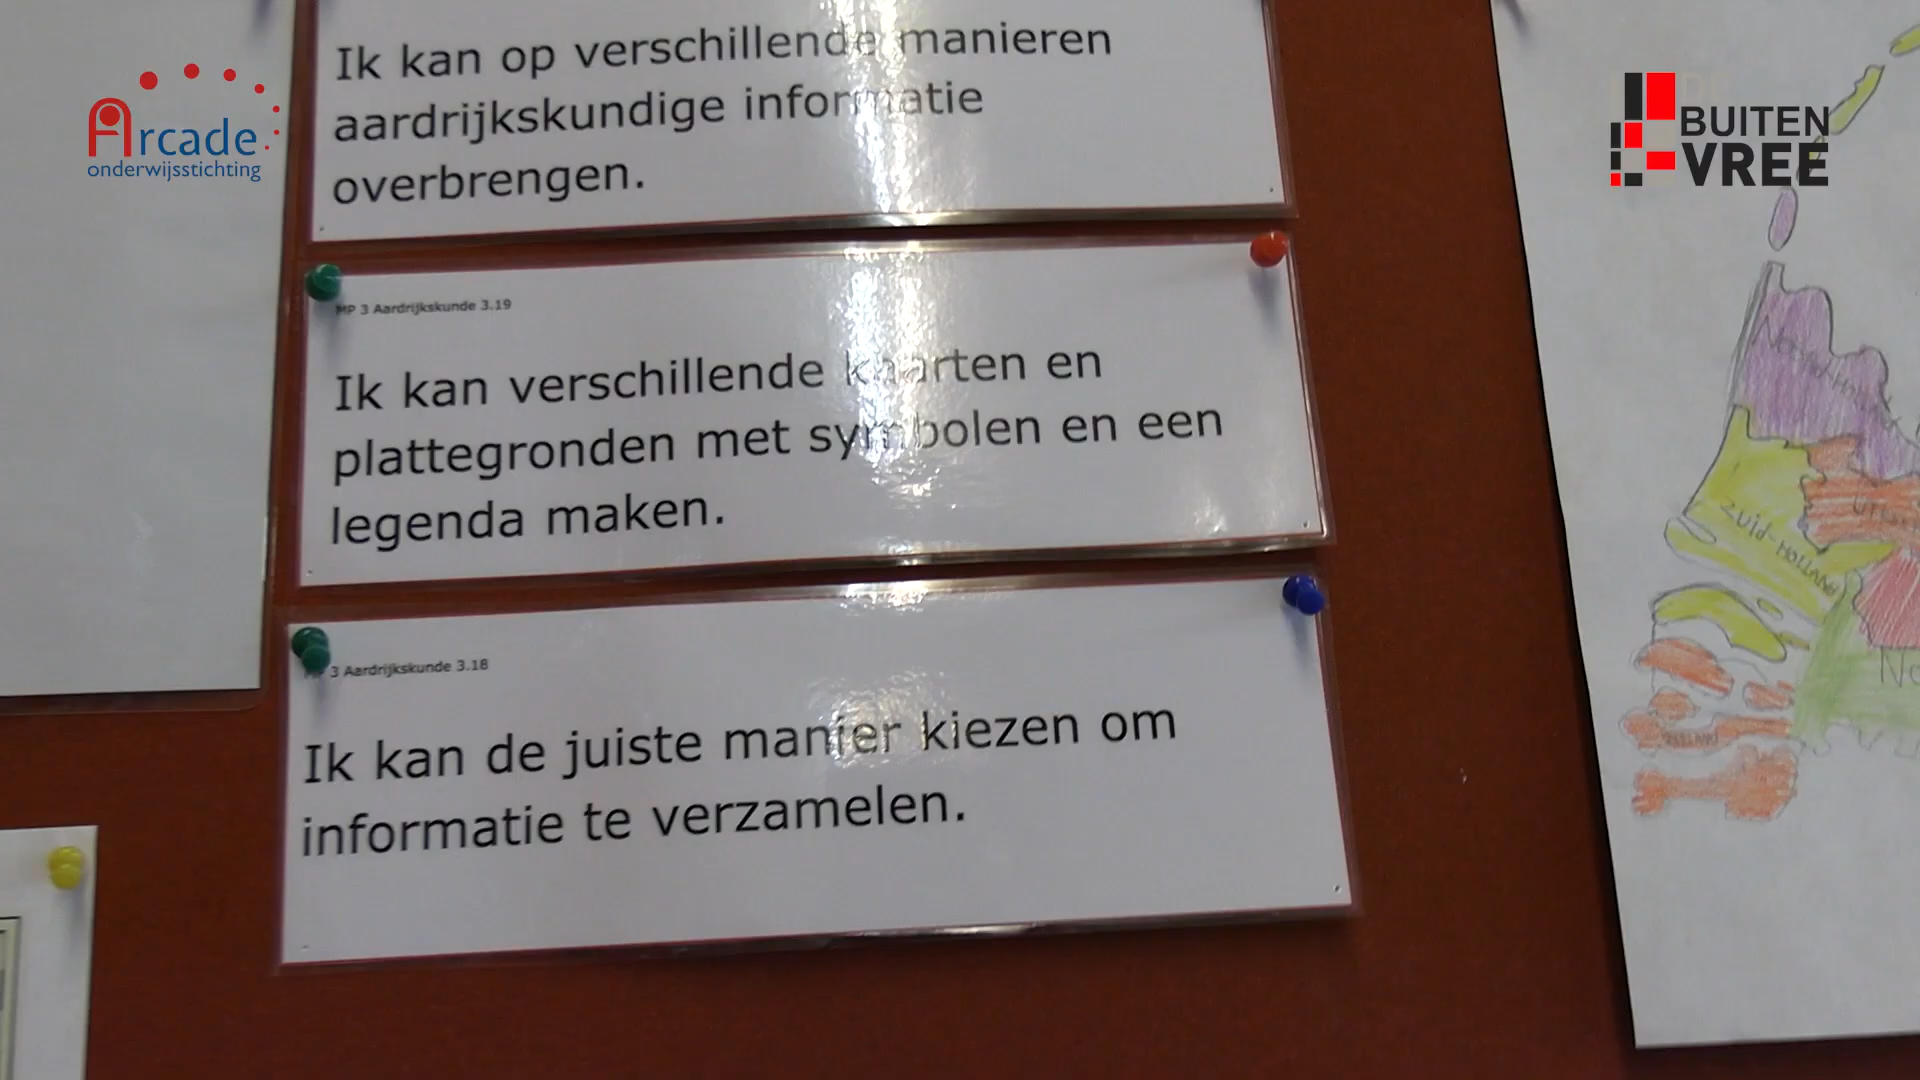 Arcade
onderwijsstichting
DE
BUITEN
VREE
Ik kan op verschillende manieren
aardrijkskundige informatie
overbrengen.
MP 3 Aardrijkskunde 3.19
Ik kan verschillende kaarten en
plattegronden met symbolen en een
legenda maken.
3 Aardrijkskunde 3.18
Ik kan de juiste manier kiezen om
informatie te verzamelen.
Zuid-HOLLAND